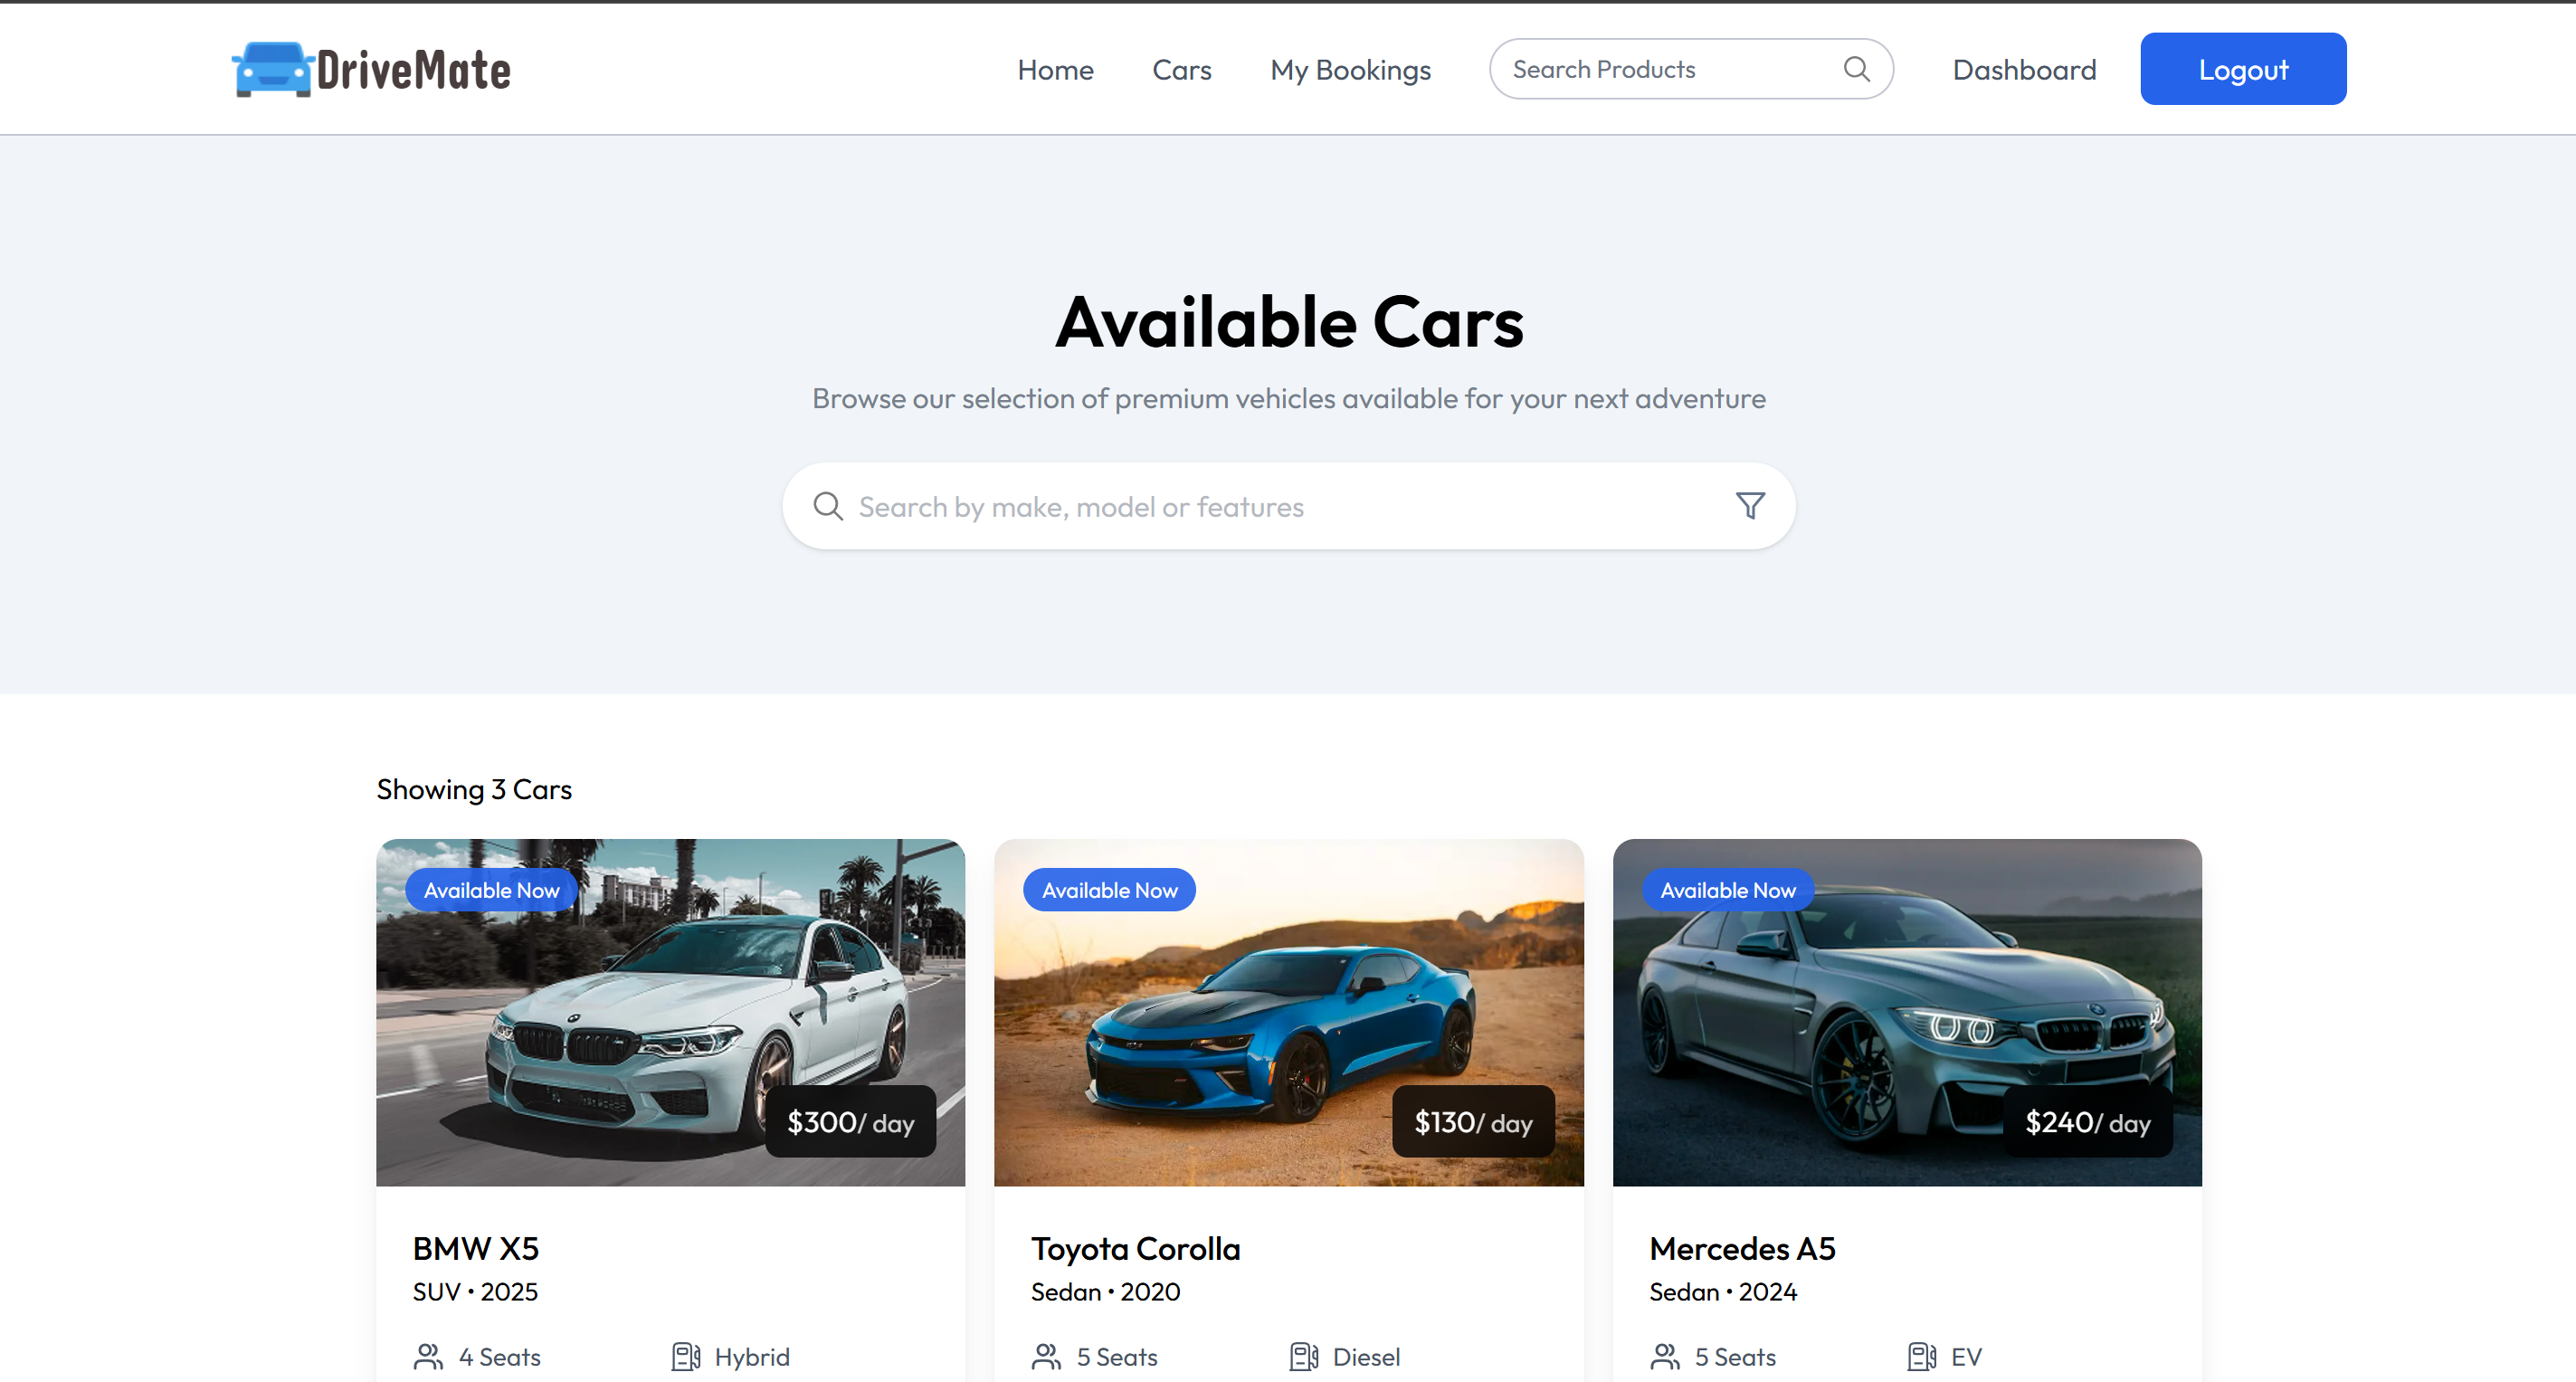 DriveMate
Home
Cars
My Bookings
Search Products
Dashboard
Logout
Available Cars
Browse our selection of premium vehicles available for your next adventure
Search by make, model or features
Showing 3 Cars
Available Now
$300/ day
BMW X5
SUV • 2025
4 Seats
Hybrid
Available Now
$130/ day
Toyota Corolla
Sedan • 2020
5 Seats
Diesel
Available Now
$240/ day
Mercedes A5
Sedan • 2024
5 Seats
EV